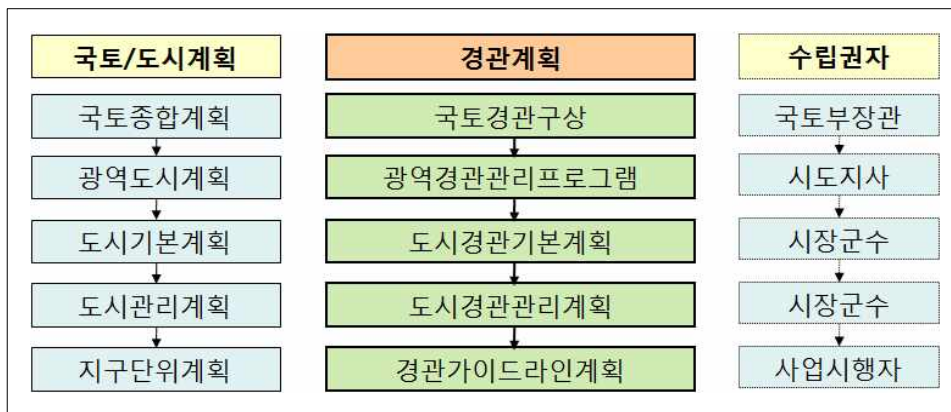 국토/도시계획 경관계획 수립권자
국토종합계획 국토경관구상 국토부장관
광역도시계획 광역경관관리프로그램 시도지사
도시기본계획 도시경관기본계획 시장군수
도시관리계획 도시경관관리계획 시장군수
지구단위계획 경관가이드라인계획 사업시행자